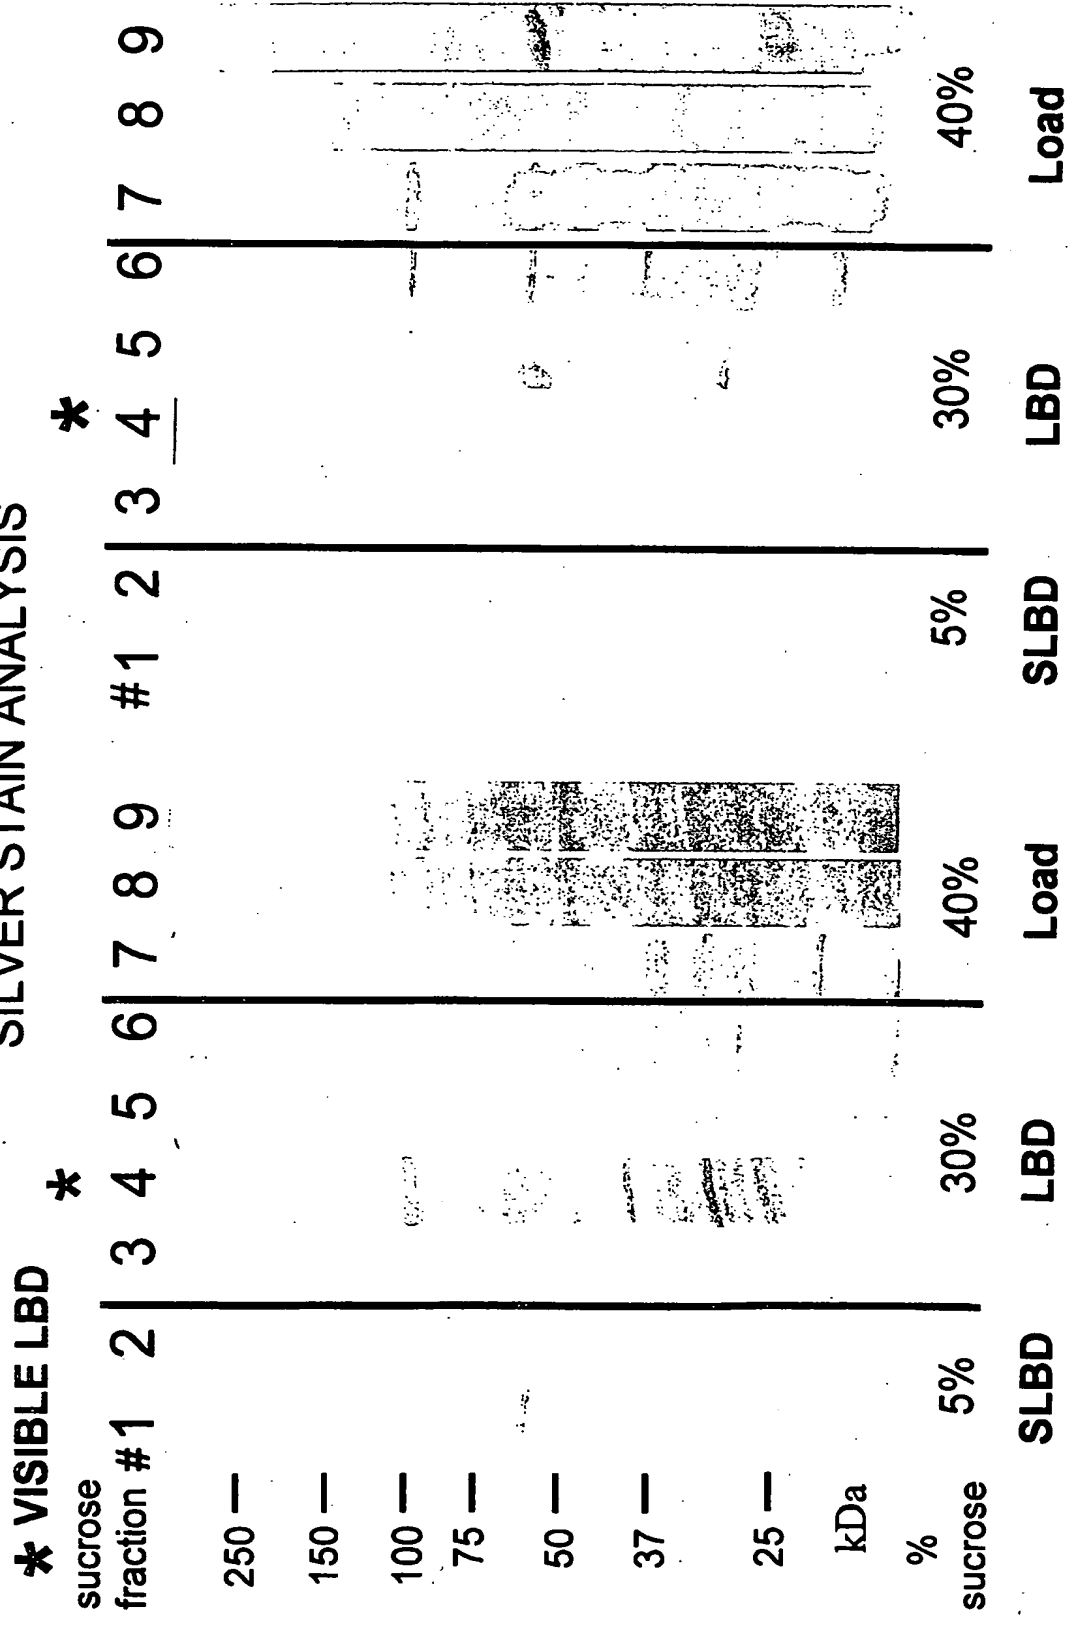 SILVER STAIN ANALYSIS
* VISIBLE LBD
* *
sucrose
fraction #1 2 3 4 5 6 7 8 9 #1 2 3 4 5 6 7 8 9
250
150
100
75
50
37
25
kDa
%
sucrose
5% 30% 40% 5% 30% 40%
SLBD LBD Load SLBD LBD Load